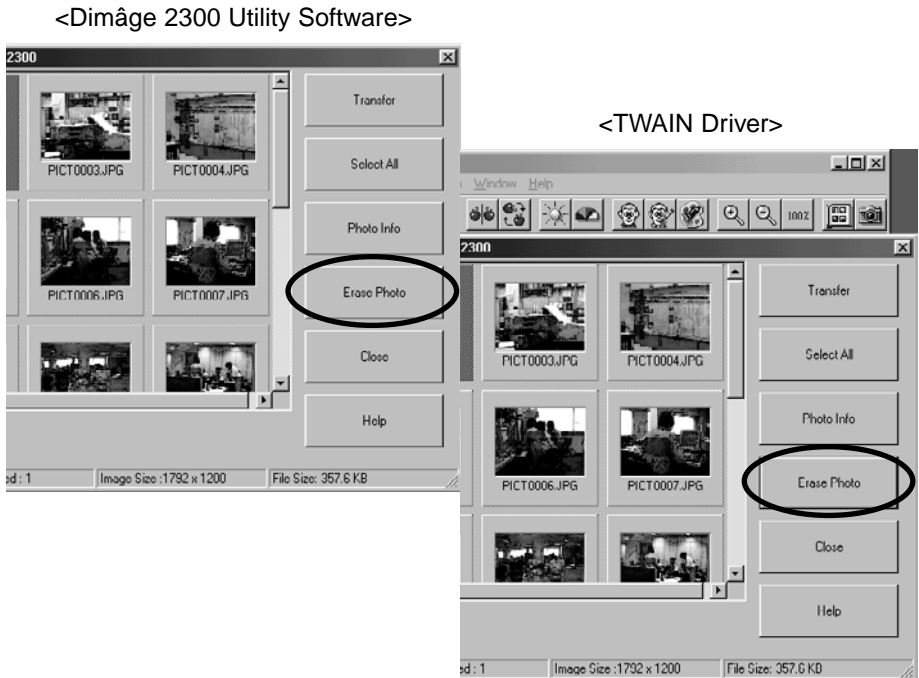 <Dimâge 2300 Utility Software>
2300
Transfer
Select All
Photo Info
Erase Photo
Close
Help
PICT0003.JPG
PICT0004.JPG
PICT0006.JPG
PICT0007.JPG
ed : 1
Image Size :1792 x 1200
File Size: 357.6 KB
<TWAIN Driver>
Window Help
100%
2300
Transfer
Select All
Photo Info
Erase Photo
Close
Help
PICT0003.JPG
PICT0004.JPG
PICT0006.JPG
PICT0007.JPG
ed : 1
Image Size :1792 x 1200
File Size: 357.6 KB